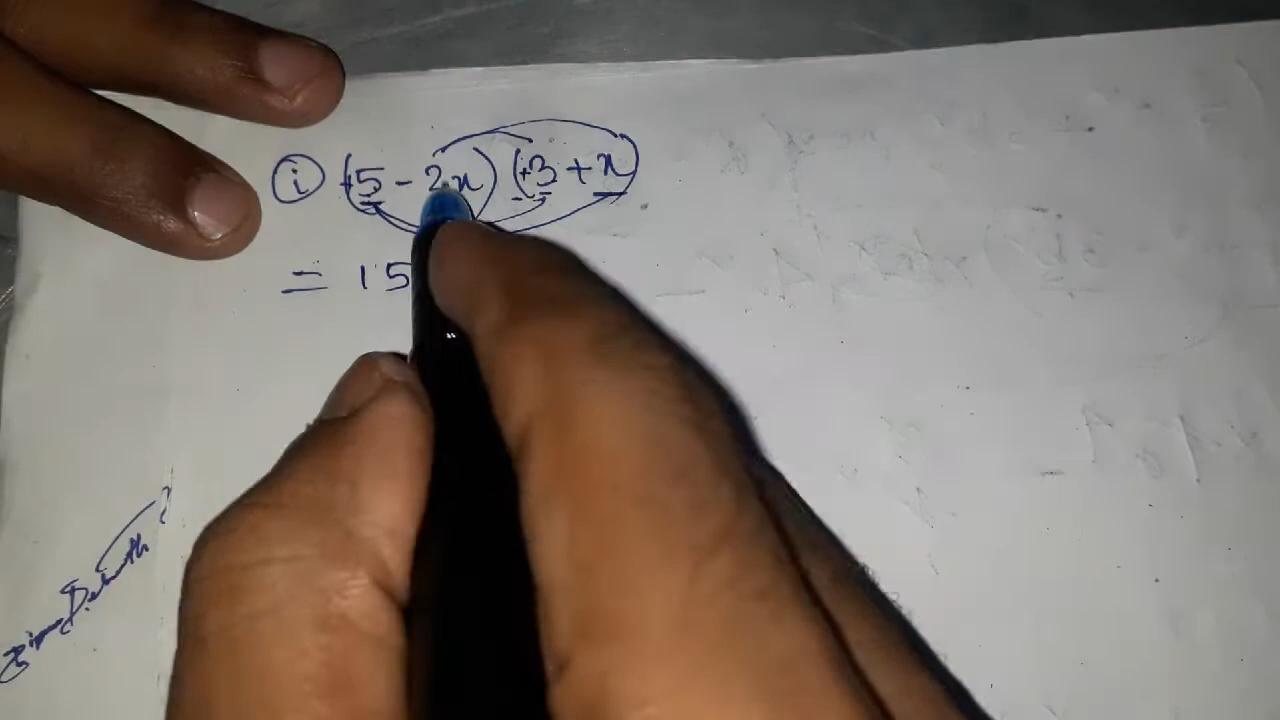 (i) (+5 - 2x) (+3 + x)
= 15